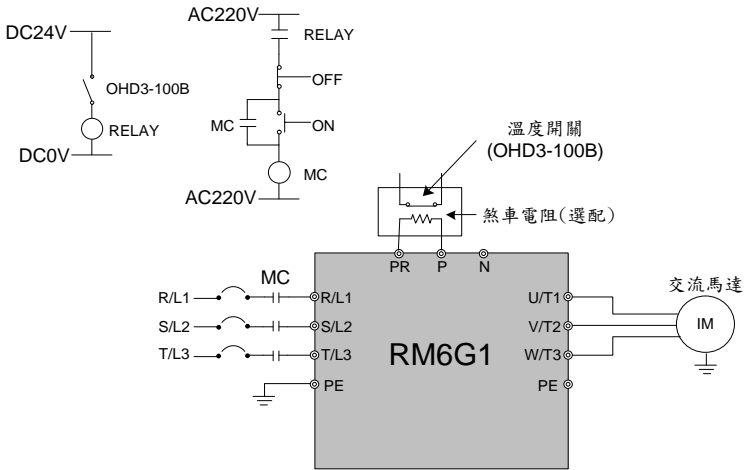 DC24V
OHD3-100B
RELAY
DC0V
AC220V
RELAY
OFF
MC
ON
MC
AC220V
溫度開關
(OHD3-100B)
煞車電阻(選配)
PR
P
N
MC
R/L1
R/L1
S/L2
S/L2
T/L3
T/L3
PE
RM6G1
U/T1
V/T2
W/T3
PE
交流馬達
IM